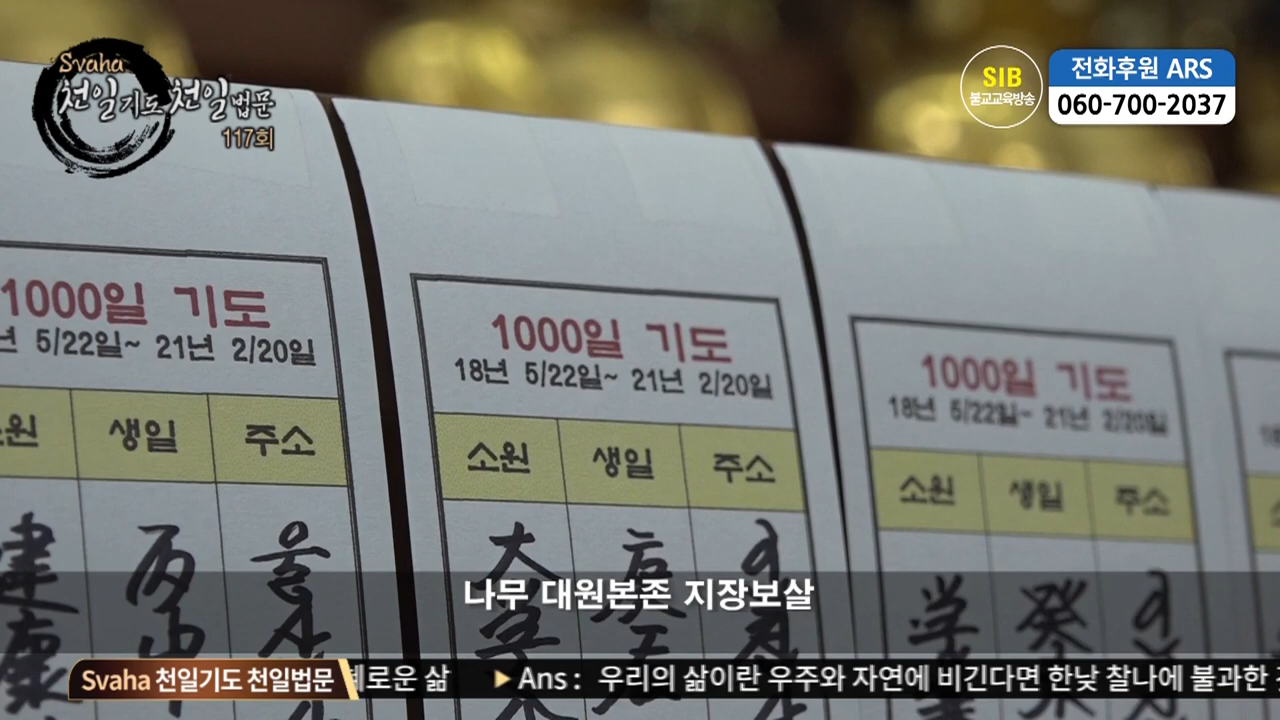 Svaha
천일기도 천일법문
117회
SIB
불교교육방송
전화후원 ARS
060-700-2037
1000일 기도
5/22일~ 21년 2/20일
생일 주소
建康
1000일 기도
18년 5/22일~ 21년 2/20일
소원 생일 주소
大
1000일 기도
18년 5/22일~ 21년 2/20일
소원 생일 주소
学 癸
나무 대원본존 지장보살
Svaha 천일기도 천일법문
로운 삶 ▶Ans : 우리의 삶이란 우주와 자연에 비긴다면 한낮 찰나에 불과한